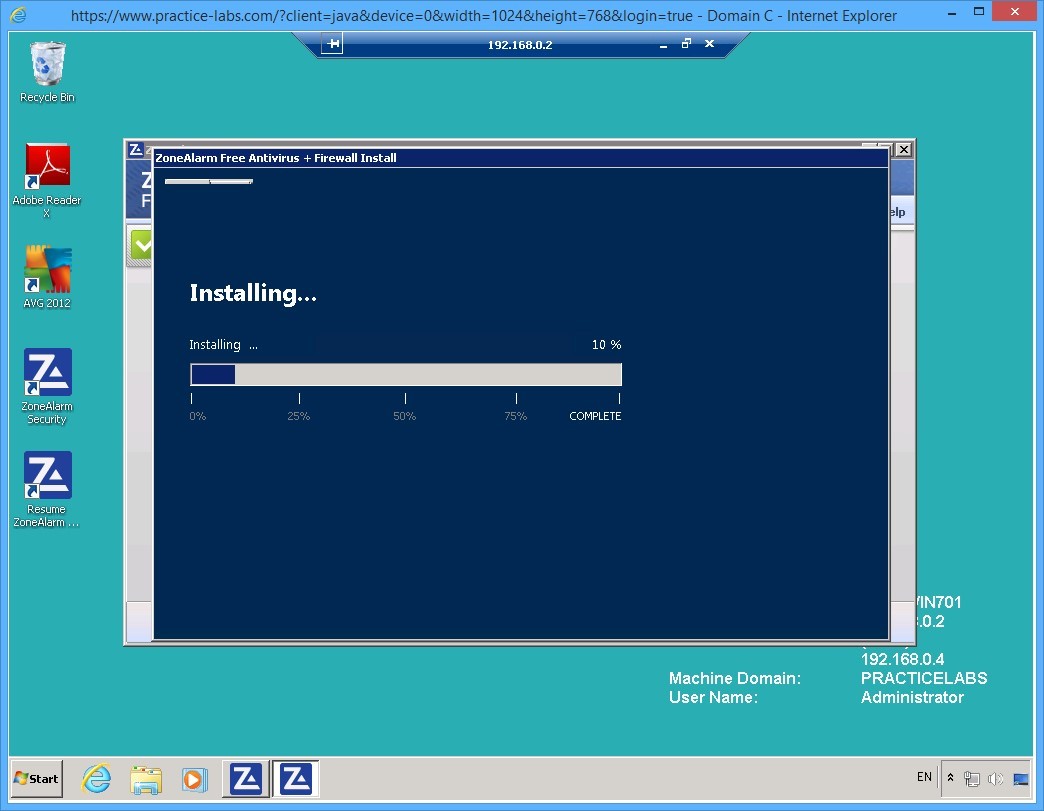 https://www.practice-labs.com/?client=java&device=0&width=1024&height=768&login=true - Domain C - Internet Explorer
192.168.0.2
Recycle Bin
Adobe Reader
X
AVG 2012
ZoneAlarm
Security
Resume
ZoneAlarm ...
ZoneAlarm Free Antivirus + Firewall Install
Z
F
elp
Installing...
Installing ...
10 %
0%
25%
50%
75%
COMPLETE
IN701
.0.2
192.168.0.4
Machine Domain: PRACTICELABS
User Name: Administrator
Start
EN